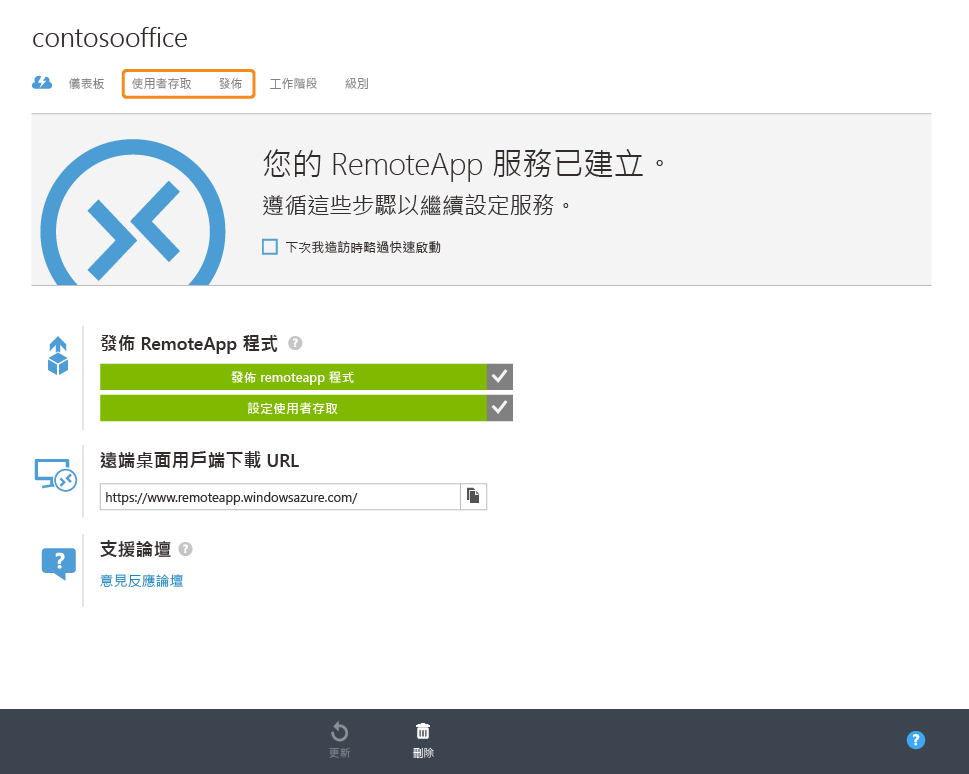 contosooffice
儀表板 使用者存取 發佈 工作階段 級別
您的 RemoteApp 服務已建立。
遵循這些步驟以繼續設定服務。
下次我造訪時略過快速啟動
發佈 RemoteApp 程式 ?
發佈 remoteapp 程式
設定使用者存取
遠端桌面用戶端下載 URL
https://www.remoteapp.windowsazure.com/
支援論壇 ?
意見反應論壇
更新 刪除 ?